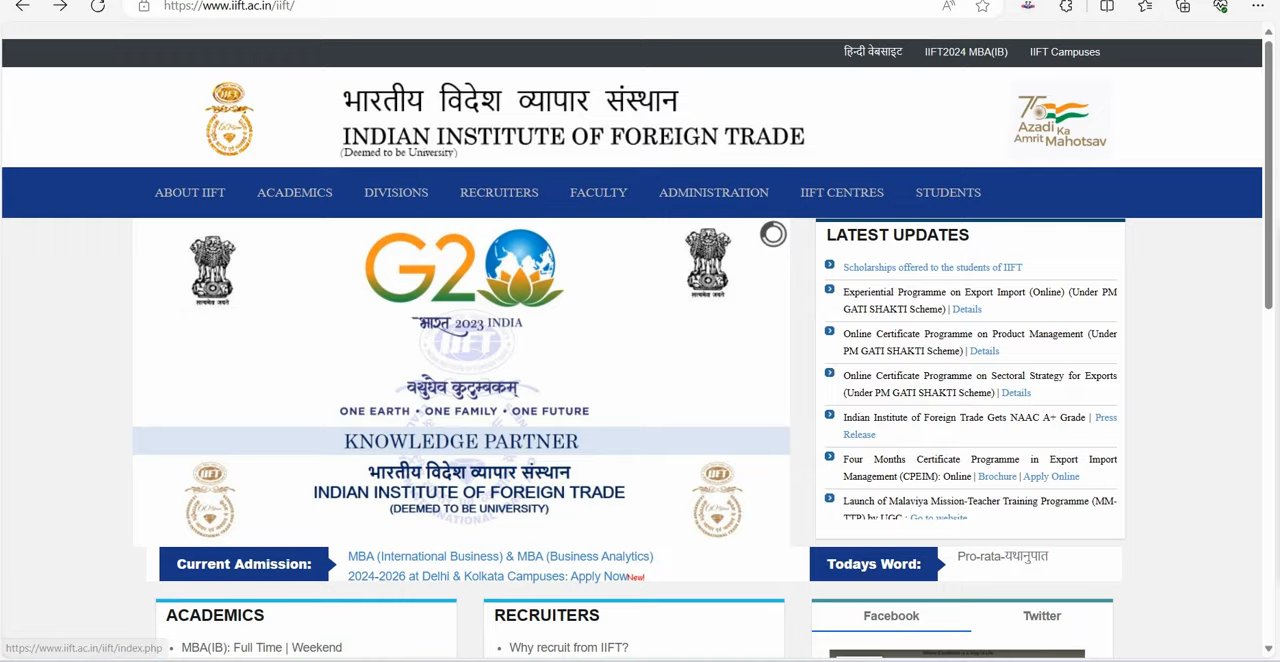 https://www.iift.ac.in/iift/
हिन्दी वेबसाइट IIFT2024 MBA(IB) IIFT Campuses
भारतीय विदेश व्यापार संस्थान
INDIAN INSTITUTE OF FOREIGN TRADE
(Deemed to be University)
75
Azadi Ka
Amrit Mahotsav
ABOUT IIFT ACADEMICS DIVISIONS RECRUITERS FACULTY ADMINISTRATION IIFT CENTRES STUDENTS
G20
भारत 2023 INDIA
IIFT
वसुधैव कुटुम्बकम्
ONE EARTH • ONE FAMILY • ONE FUTURE
KNOWLEDGE PARTNER
भारतीय विदेश व्यापार संस्थान
INDIAN INSTITUTE OF FOREIGN TRADE
(DEEMED TO BE UNIVERSITY)
LATEST UPDATES
Scholarships offered to the students of IIFT
Experiential Programme on Export Import (Online) (Under PM
GATI SHAKTI Scheme) | Details
Online Certificate Programme on Product Management (Under
PM GATI SHAKTI Scheme) | Details
Online Certificate Programme on Sectoral Strategy for Exports
(Under PM GATI SHAKTI Scheme) | Details
Indian Institute of Foreign Trade Gets NAAC A+ Grade | Press
Release
Four Months Certificate Programme in Export Import
Management (CPEIM): Online | Brochure | Apply Online
Launch of Malaviya Mission-Teacher Training Programme (MM-
TTP) by UGC : Go to website
Current Admission:
MBA (International Business) & MBA (Business Analytics)
2024-2026 at Delhi & Kolkata Campuses: Apply Now New!
Todays Word: Pro-rata-यथानुपात
ACADEMICS
MBA(IB): Full Time | Weekend
RECRUITERS
Why recruit from IIFT?
Facebook Twitter
https://www.iift.ac.in/iift/index.php